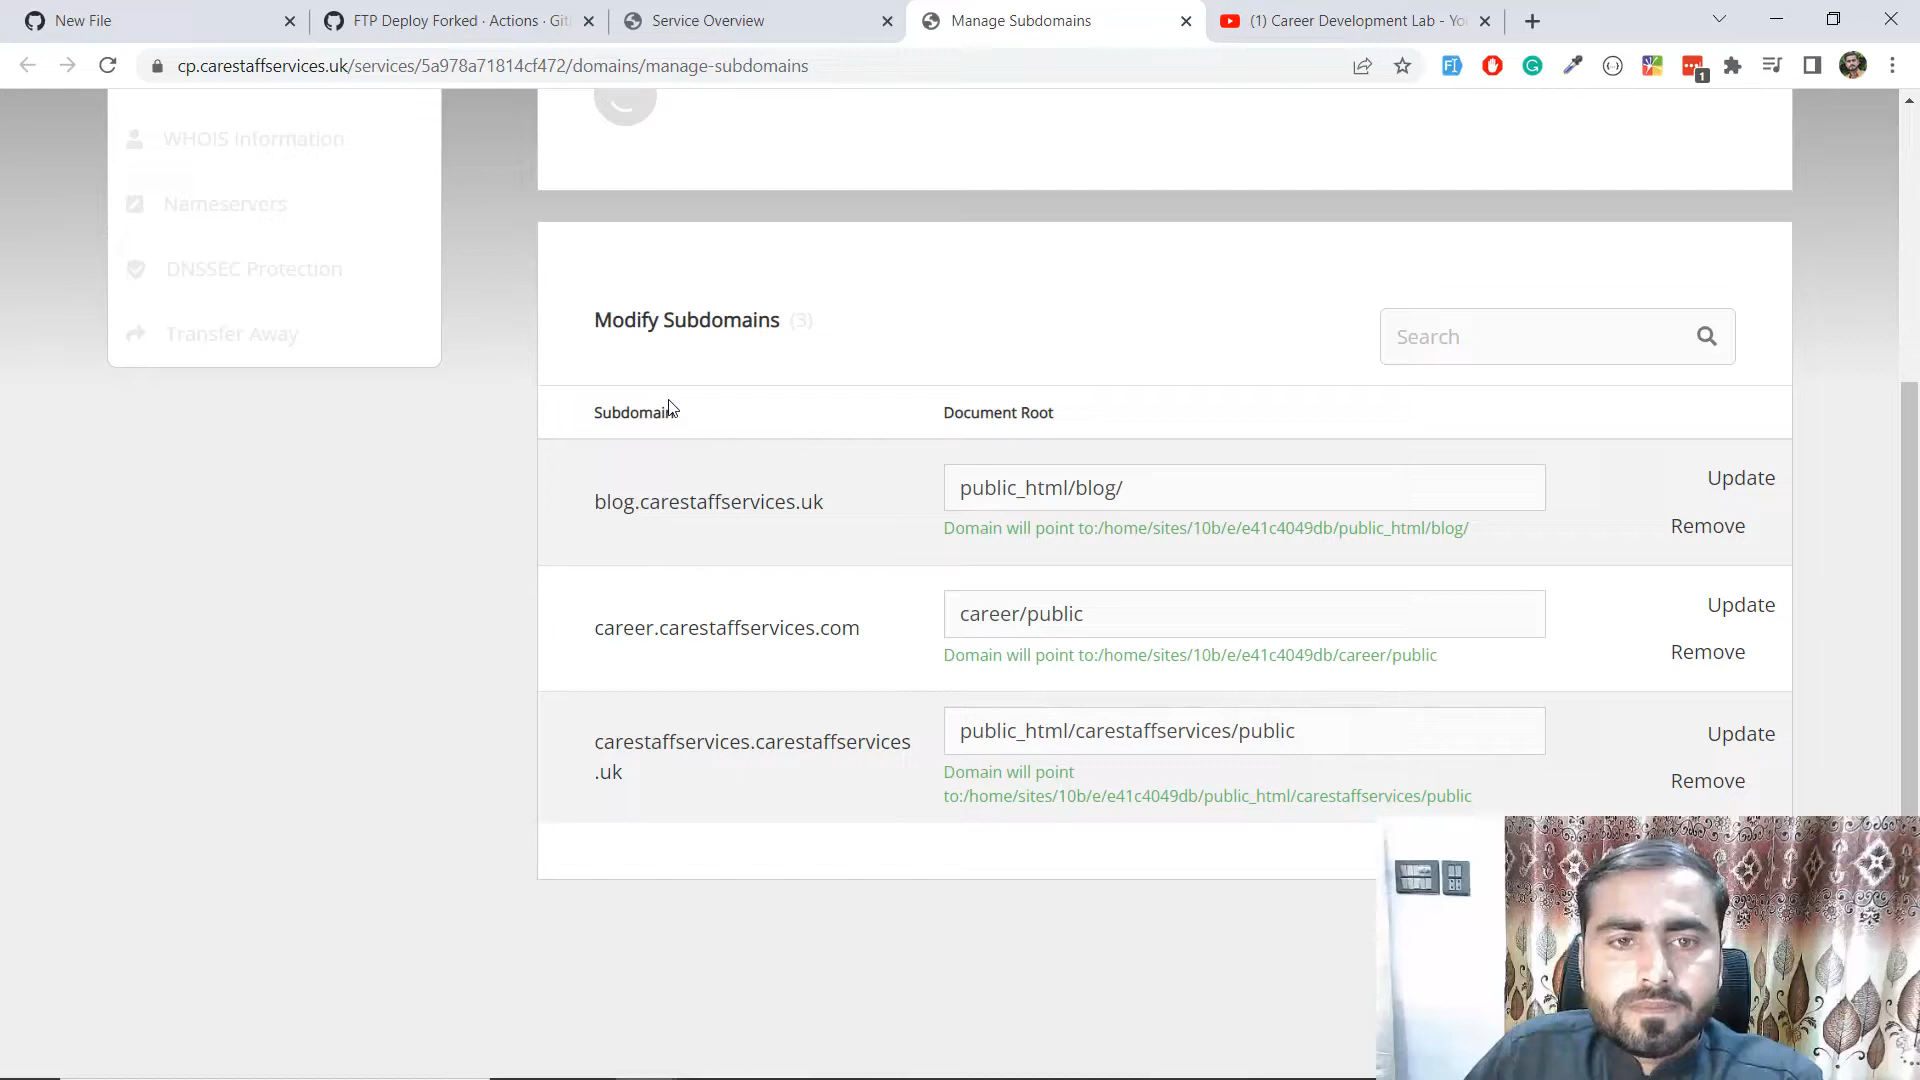 New File
FTP Deploy Forked · Actions · Git
Service Overview
Manage Subdomains
(1) Career Development Lab - Yo
cp.carestaffservices.uk/services/5a978a71814cf472/domains/manage-subdomains
1
WHOIS Information
Nameservers
DNSSEC Protection
Transfer Away
Modify Subdomains (3)
Search
Subdomain
Document Root
blog.carestaffservices.uk
public_html/blog/
Domain will point to:/home/sites/10b/e/e41c4049db/public_html/blog/
Update
Remove
career.carestaffservices.com
career/public
Domain will point to:/home/sites/10b/e/e41c4049db/career/public
Update
Remove
carestaffservices.carestaffservices
.uk
public_html/carestaffservices/public
Domain will point
to:/home/sites/10b/e/e41c4049db/public_html/carestaffservices/public
Update
Remove